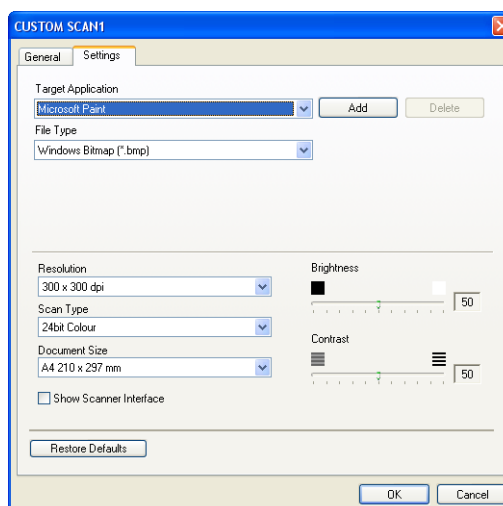 CUSTOM SCAN1
General Settings
Target Application
Microsoft Paint Add Delete
File Type
Windows Bitmap (*.bmp)
Resolution Brightness
300 x 300 dpi
50
Scan Type
24bit Colour
Contrast
Document Size
A4 210 x 297 mm 50
Show Scanner Interface
Restore Defaults
OK Cancel